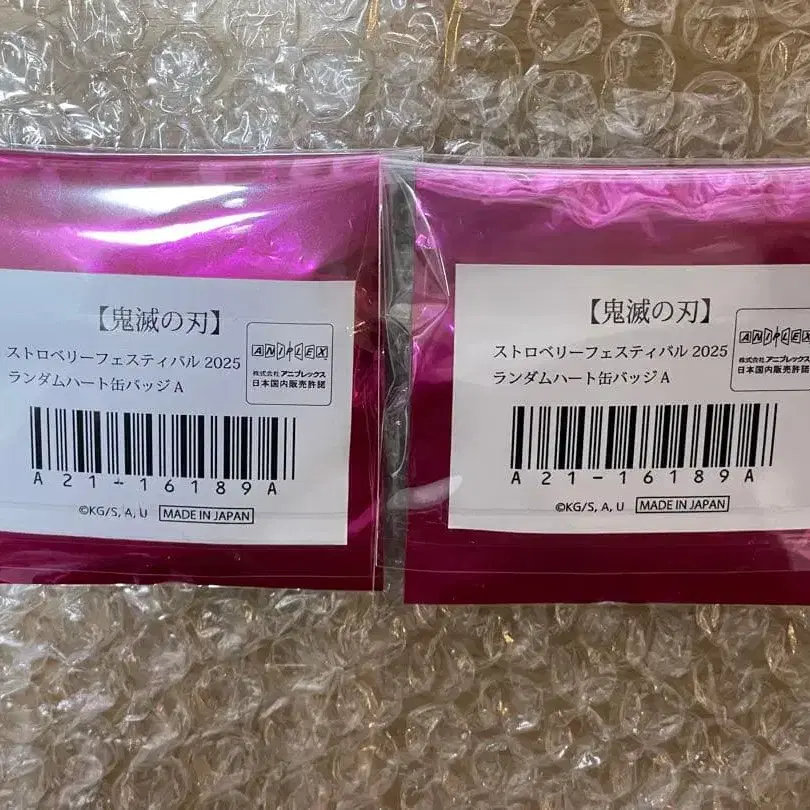 【鬼滅の刃】
ストロベリーフェスティバル 2025
ランダムハート缶バッジ A
ANIPLEX
株式会社 アニプレックス
日本国内販売許諾
A21-16189A
©KG/S, A, U
MADE IN JAPAN
【鬼滅の刃】
ストロベリーフェスティバル 2025
ランダムハート缶バッジ A
ANIPLEX
株式会社 アニプレックス
日本国内販売許諾
A21-16189A
©KG/S, A, U
MADE IN JAPAN